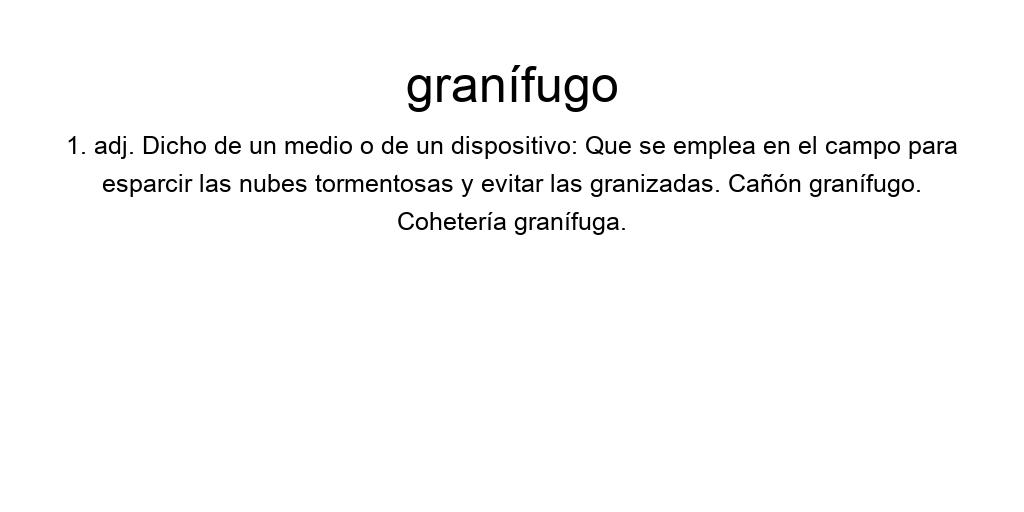 granífugo
1. adj. Dicho de un medio o de un dispositivo: Que se emplea en el campo para
esparcir las nubes tormentosas y evitar las granizadas. Cañón granífugo.
Cohetería granífuga.